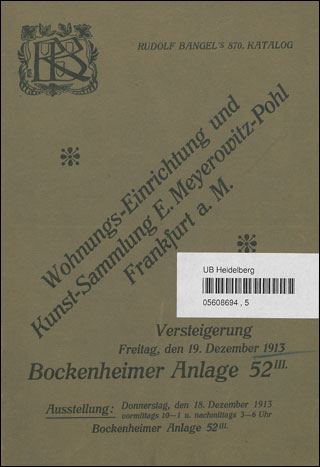 RUDOLF BANGEL'S 870. KATALOG
RB
Wohnungs-Einrichtung und
Kunst-Sammlung E. Meyerowitz-Pohl
Frankfurt a. M.
UB Heidelberg
05608694 , 5
Versteigerung
Freitag, den 19. Dezember 1913
Bockenheimer Anlage 52III.
Ausstellung: Donnerstag, den 18. Dezember 1913
vormittags 10—1 u. nachmittags 3—6 Uhr
Bockenheimer Anlage 52III.